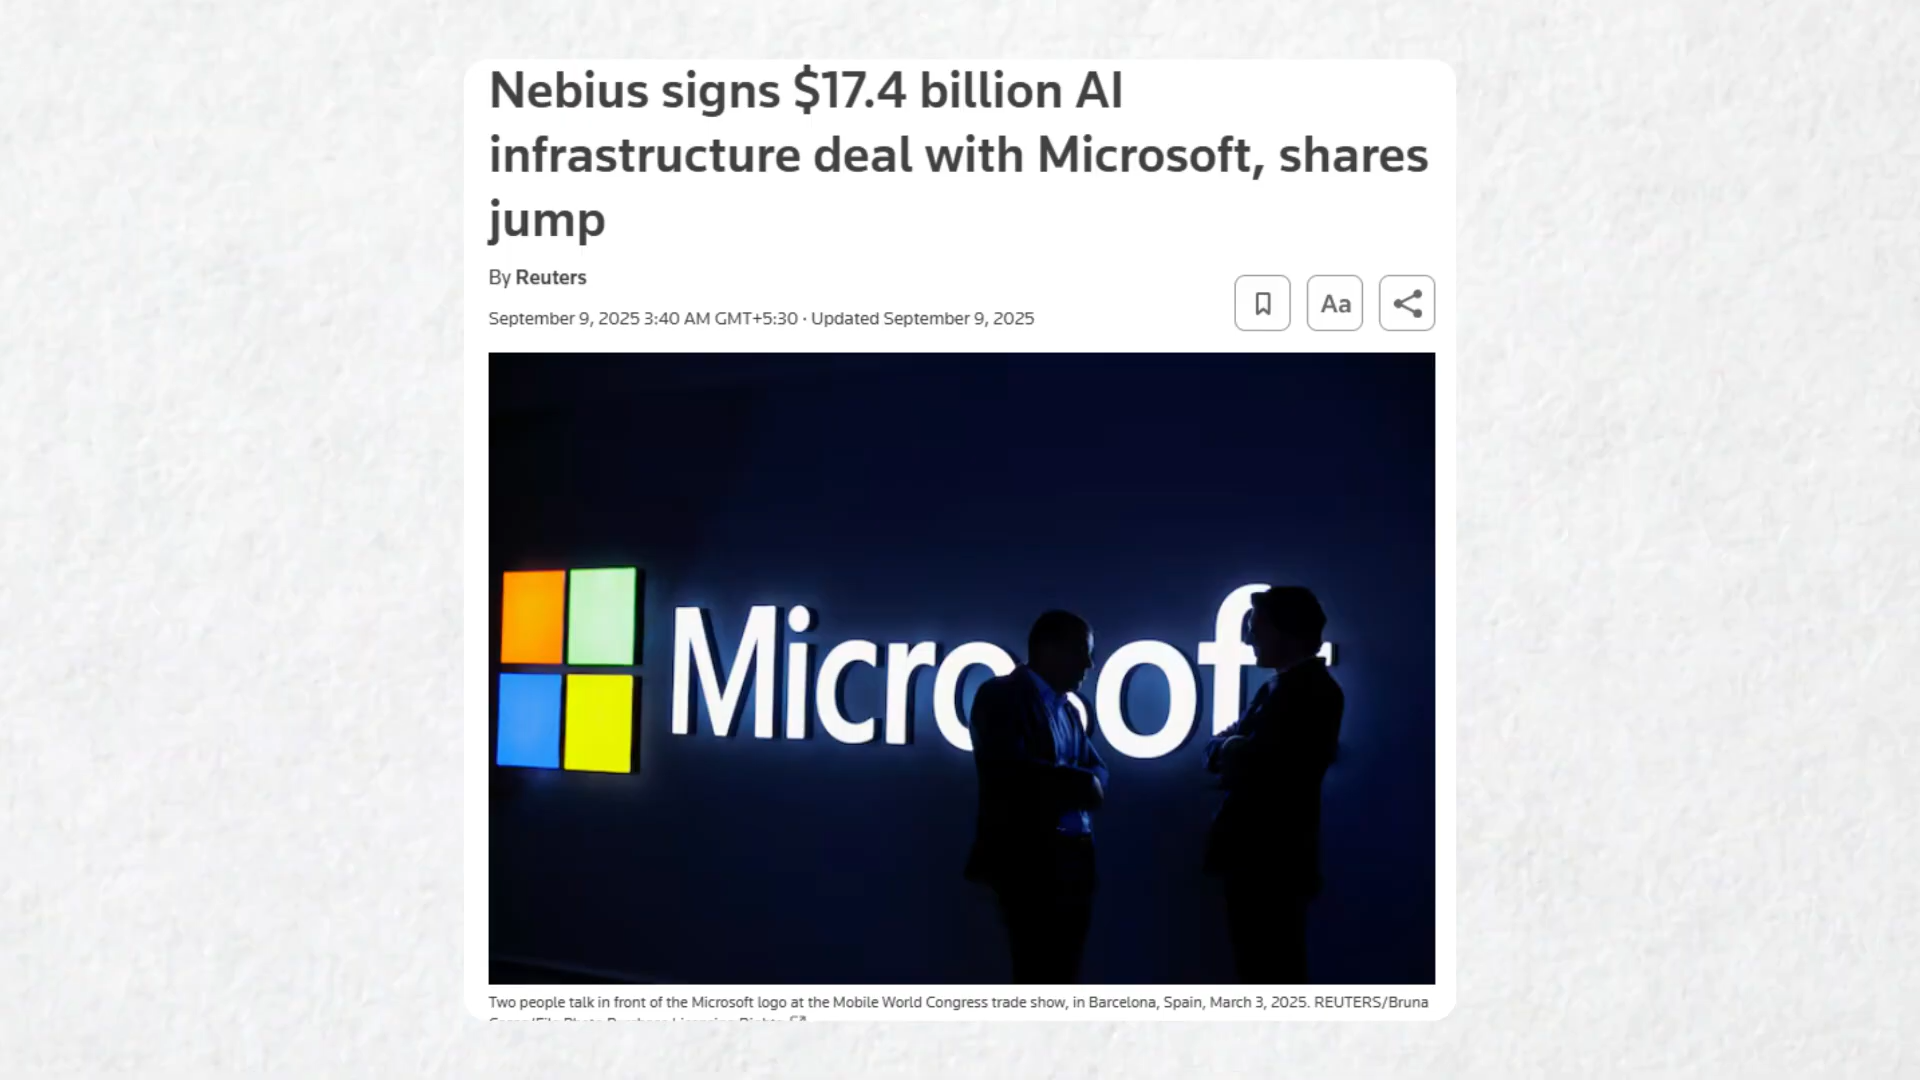 Nebius signs $17.4 billion AI
infrastructure deal with Microsoft, shares
jump
By Reuters
September 9, 2025 3:40 AM GMT+5:30 · Updated September 9, 2025
Aa
Microsoft
Two people talk in front of the Microsoft logo at the Mobile World Congress trade show, in Barcelona, Spain, March 3, 2025. REUTERS/Bruna